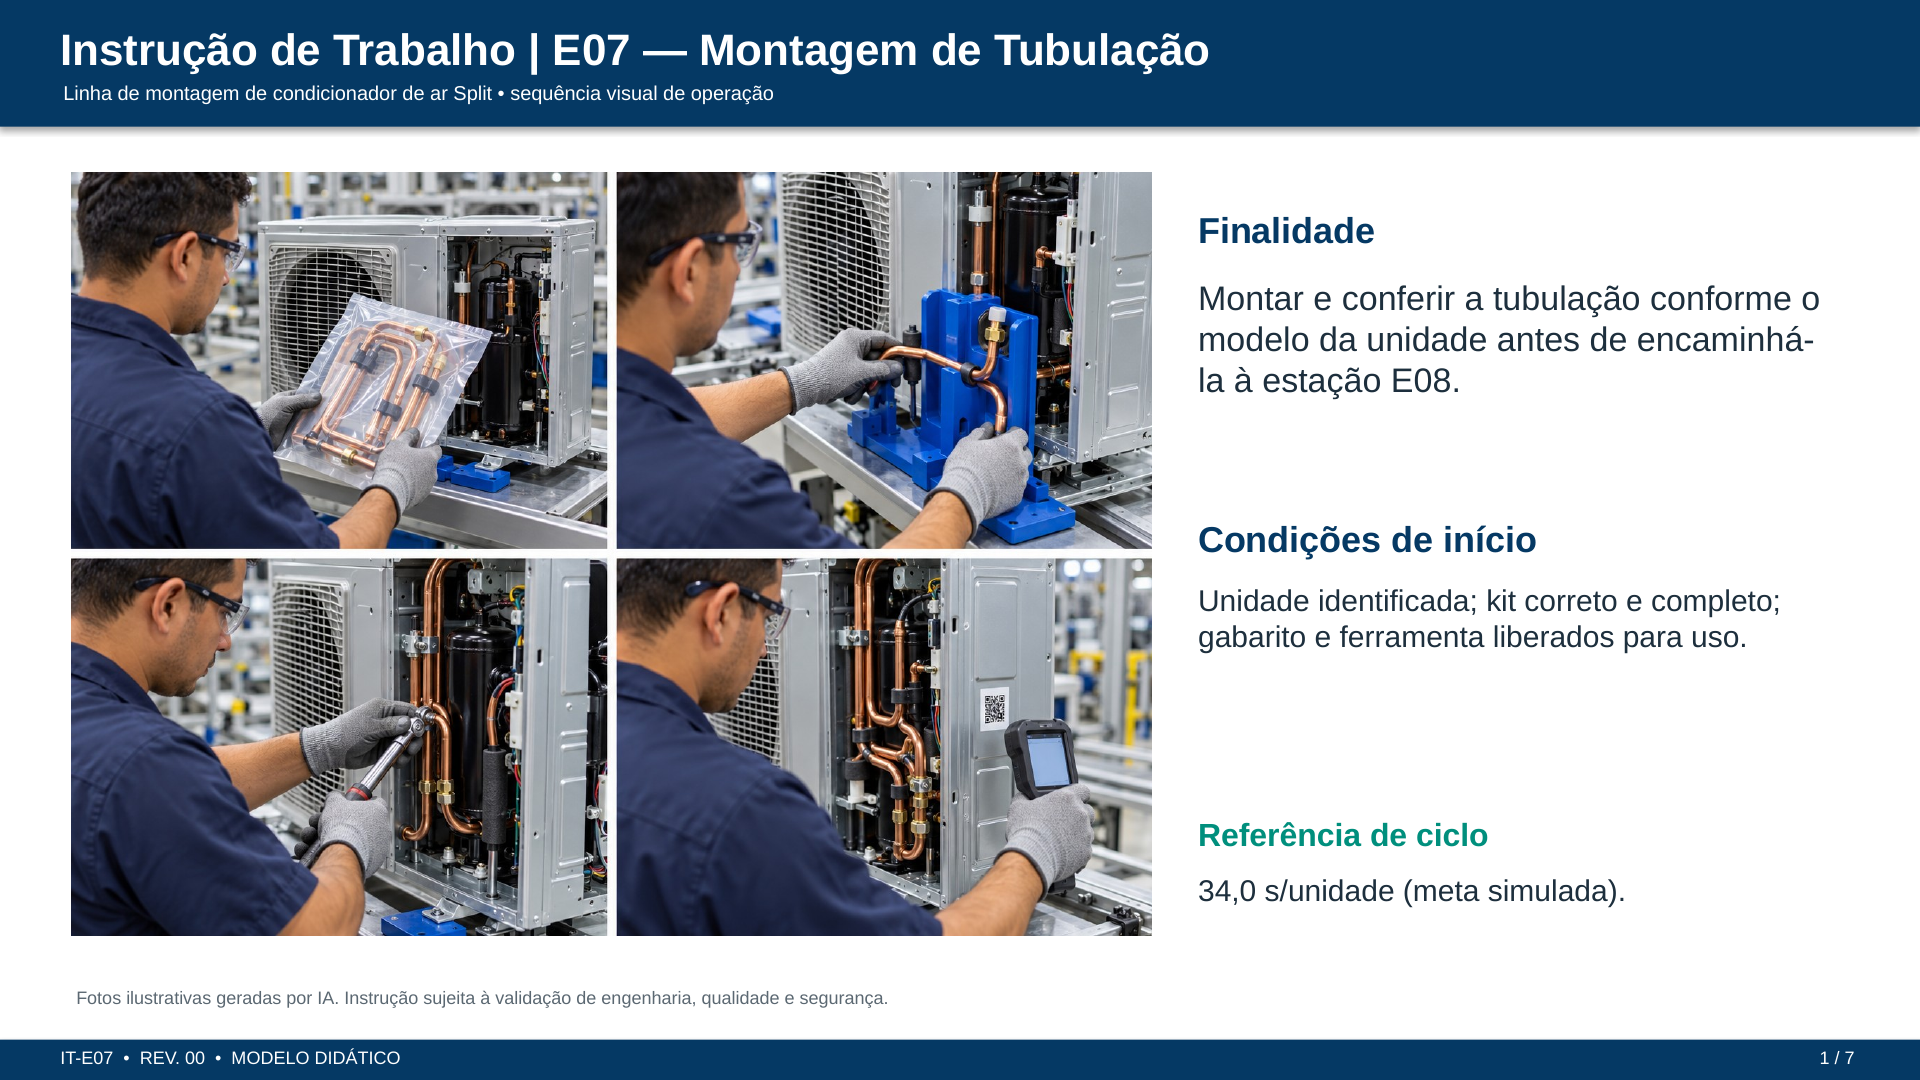 Instrução de Trabalho | E07 — Montagem de Tubulação
Linha de montagem de condicionador de ar Split • sequência visual de operação
Finalidade
Montar e conferir a tubulação conforme o
modelo da unidade antes de encaminhá-
la à estação E08.
Condições de início
Unidade identificada; kit correto e completo;
gabarito e ferramenta liberados para uso.
Referência de ciclo
34,0 s/unidade (meta simulada).
Fotos ilustrativas geradas por IA. Instrução sujeita à validação de engenharia, qualidade e segurança.
IT-E07 • REV. 00 • MODELO DIDÁTICO
1 / 7